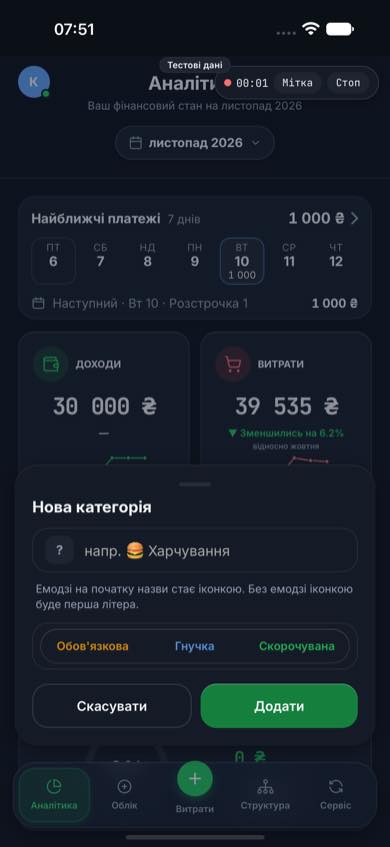 07:51
Тестові дані
К
00:01 Мітка Стоп
Ваш фінансовий стан на листопад 2026
листопад 2026
Найближчі платежі 7 днів 1 000 ₴
ПТ СБ НД ПН ВТ СР ЧТ
6 7 8 9 10 11 12
1 000
Наступний · Вт 10 · Розстрочка 1 1 000 ₴
ДОХОДИ ВИТРАТИ
30 000 ₴ 39 535 ₴
— ▼ Зменшились на 6.2%
відносно жовтня
Нова категорія
? напр. 🍔 Харчування
Емодзі на початку назви стає іконкою. Без емодзі іконкою
буде перша літера.
Обов'язкова Гнучка Скорочувана
Скасувати Додати
Аналітика Облік Витрати Структура Сервіс